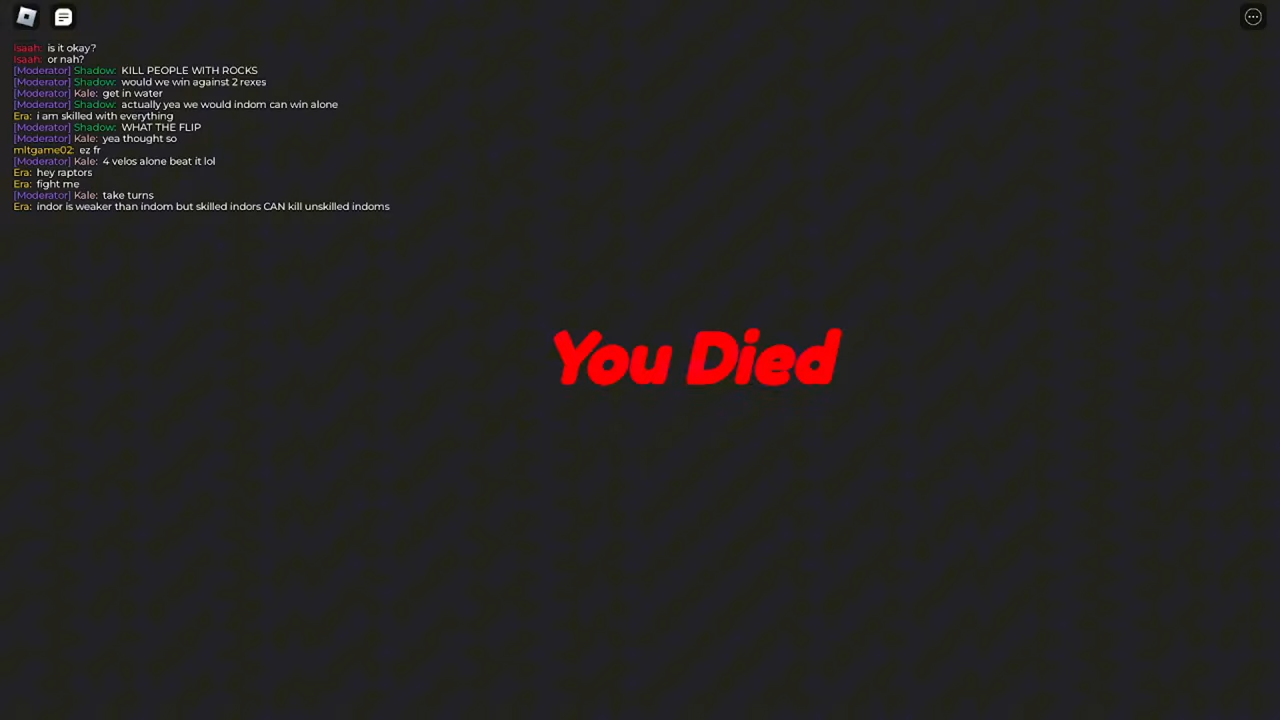 Isaah: is it okay?
Isaah: or nah?
[Moderator] Shadow: KILL PEOPLE WITH ROCKS
[Moderator] Shadow: would we win against 2 rexes
[Moderator] Kale: get in water
[Moderator] Shadow: actually yea we would indom can win alone
Era: i am skilled with everything
[Moderator] Shadow: WHAT THE FLIP
[Moderator] Kale: yea thought so
mltgame02: ez fr
[Moderator] Kale: 4 velos alone beat it lol
Era: hey raptors
Era: fight me
[Moderator] Kale: take turns
Era: indor is weaker than indom but skilled indors CAN kill unskilled indoms
You Died